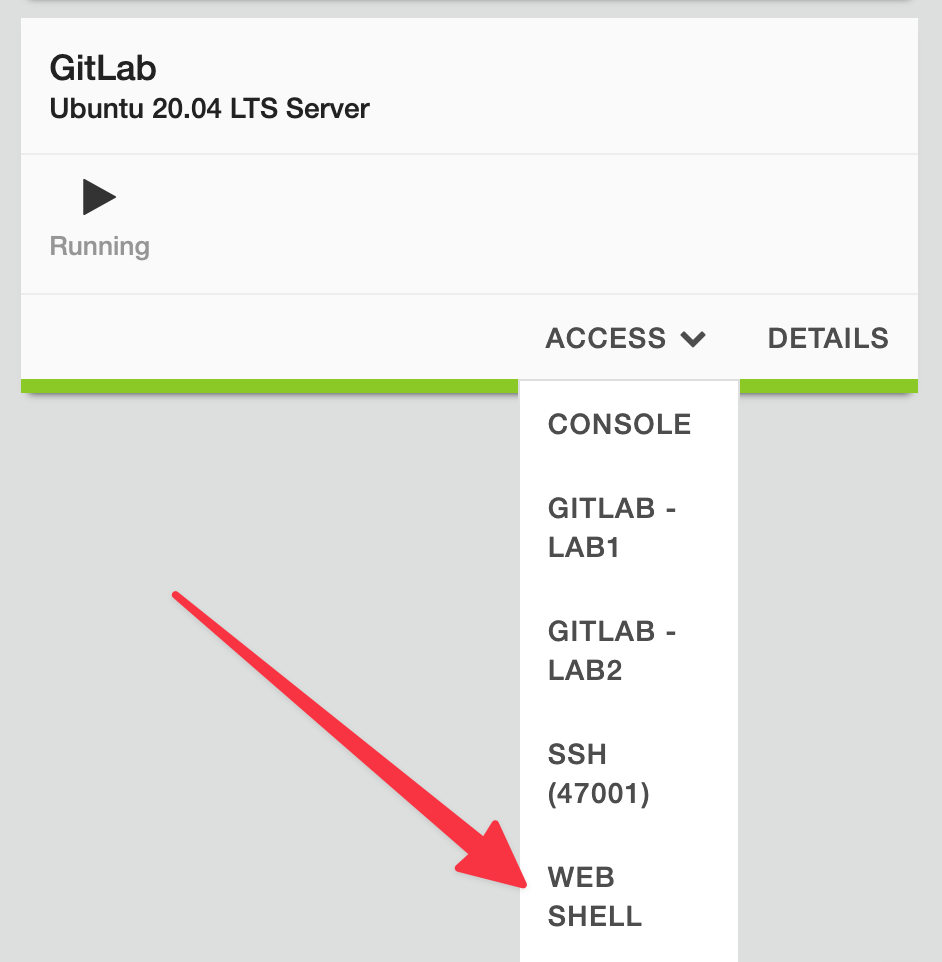 GitLab
Ubuntu 20.04 LTS Server
Running
ACCESS DETAILS
CONSOLE
GITLAB -
LAB1
GITLAB -
LAB2
SSH
(47001)
WEB
SHELL